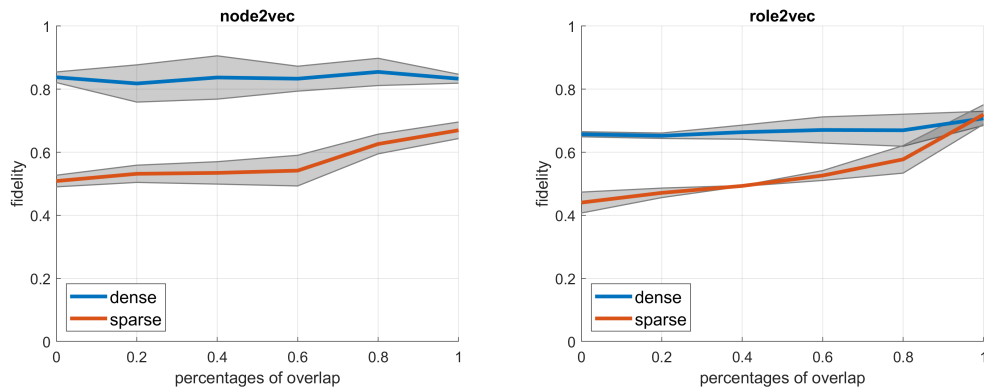 node2vec
1
0.8
0.6
0.4
0.2
0
fidelity
dense
sparse
0 0.2 0.4 0.6 0.8 1
percentages of overlap
role2vec
1
0.8
0.6
0.4
0.2
0
fidelity
dense
sparse
0 0.2 0.4 0.6 0.8 1
percentages of overlap